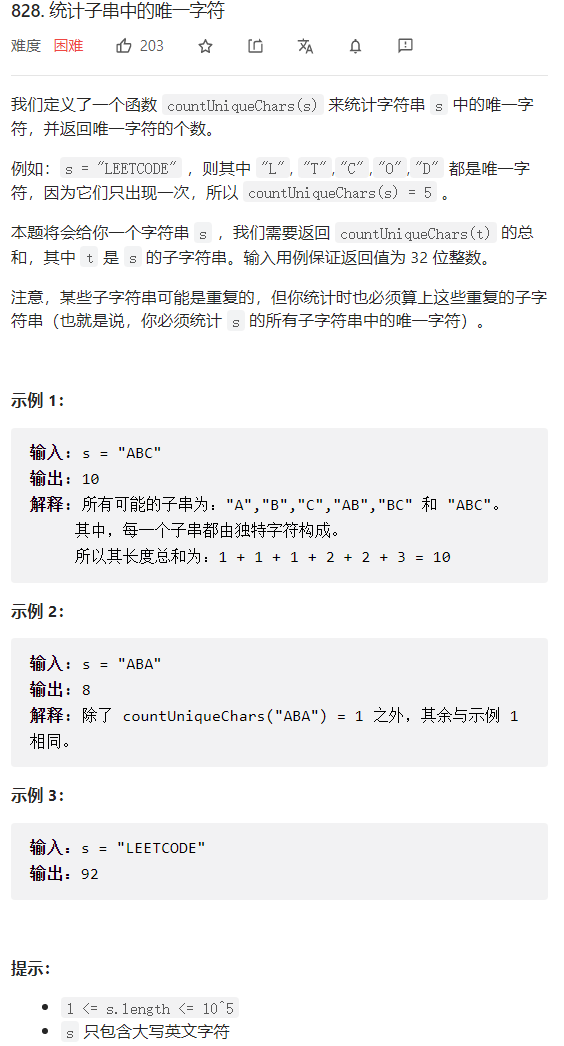 828. 统计子串中的唯一字符
难度 困难 203
我们定义了一个函数 countUniqueChars(s) 来统计字符串 s 中的唯一字
符，并返回唯一字符的个数。
例如：s = "LEETCODE" ，则其中 "L", "T","C","O","D" 都是唯一字
符，因为它们只出现一次，所以 countUniqueChars(s) = 5 。
本题将会给你一个字符串 s ，我们需要返回 countUniqueChars(t) 的总
和，其中 t 是 s 的子字符串。输入用例保证返回值为 32 位整数。
注意，某些子字符串可能是重复的，但你统计时也必须算上这些重复的子字
符串（也就是说，你必须统计 s 的所有子字符串中的唯一字符）。
示例 1：
输入: s = "ABC"
输出: 10
解释: 所有可能的子串为："A","B","C","AB","BC" 和 "ABC"。
其中，每一个子串都由独特字符构成。
所以其长度总和为：1 + 1 + 1 + 2 + 2 + 3 = 10
示例 2：
输入: s = "ABA"
输出: 8
解释: 除了 countUniqueChars("ABA") = 1 之外，其余与示例 1
相同。
示例 3：
输入：s = "LEETCODE"
输出：92
提示：
1 <= s.length <= 10^5
s 只包含大写英文字符